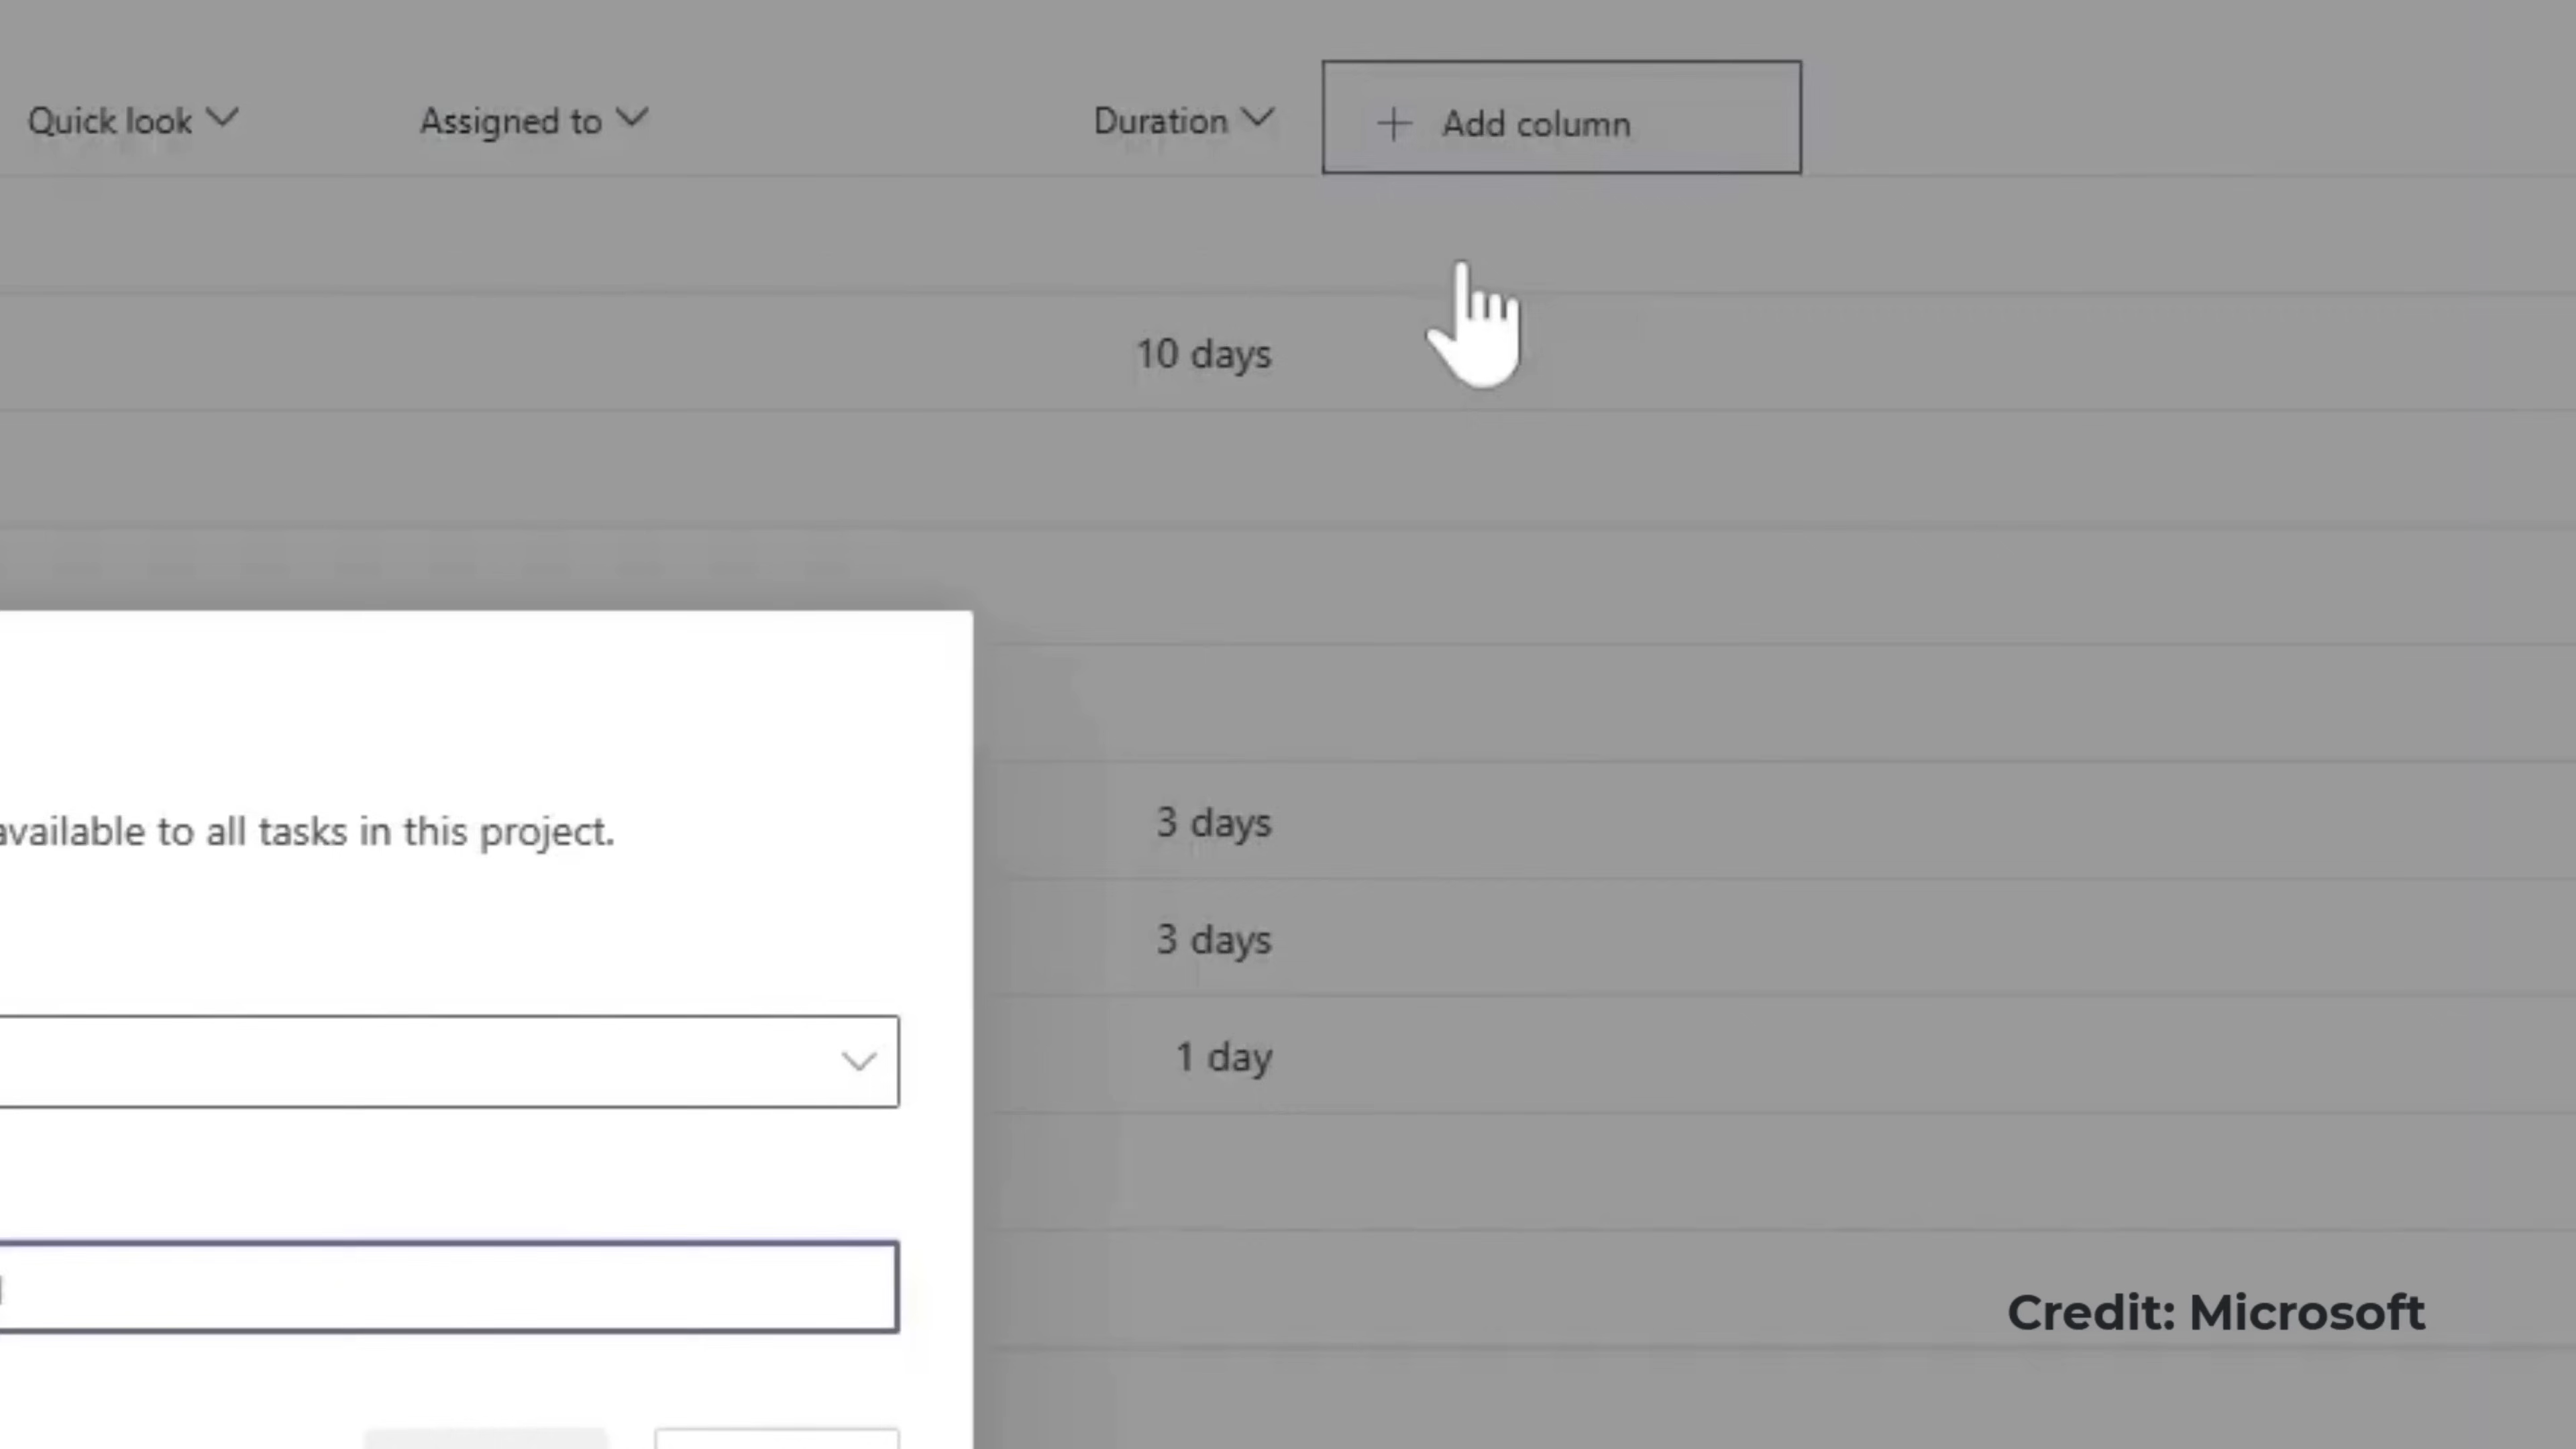 Quick look
Assigned to
Duration
+ Add column
10 days
available to all tasks in this project.
3 days
3 days
1 day
Credit: Microsoft